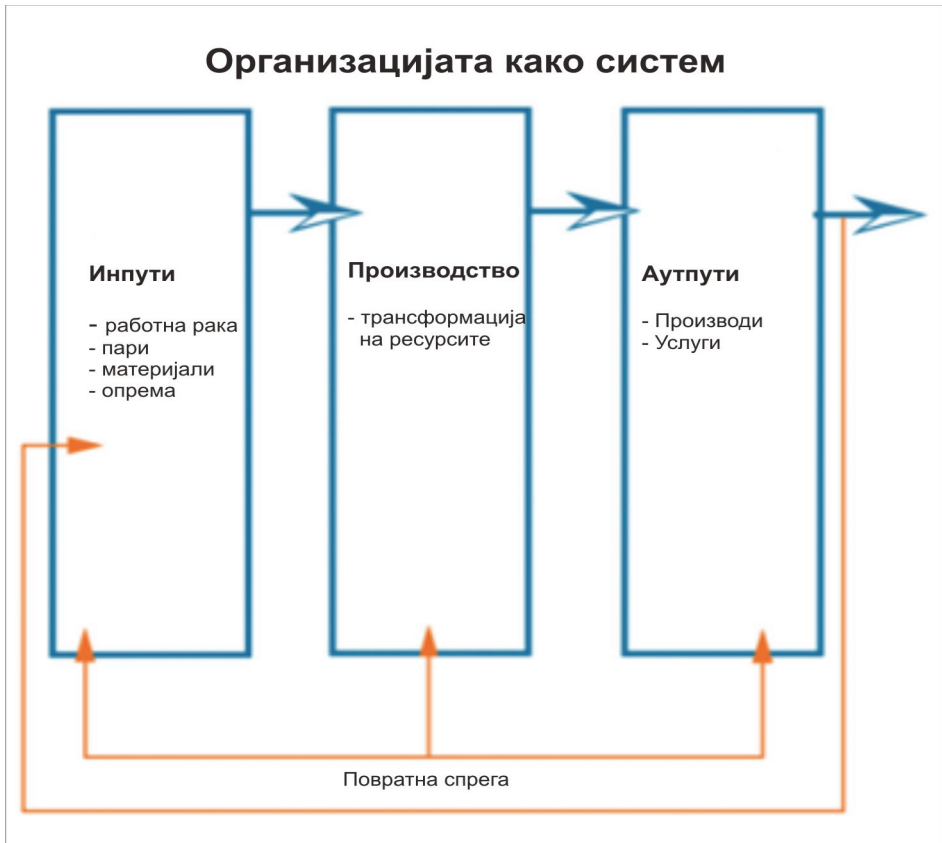 Организацијата како систем
Инпути
- работна рака
- пари
- материјали
- опрема
Производство
- трансформација
на ресурсите
Аутпути
- Производи
- Услуги
Повратна спрега